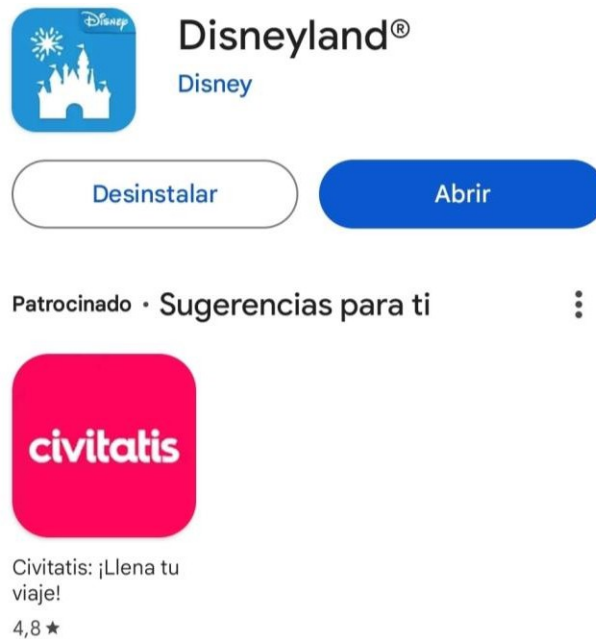 Disney
Disneyland®
Disney
Desinstalar
Abrir
Patrocinado • Sugerencias para ti
civitatis
Civitatis: ¡Llena tu
viaje!
4,8 ★